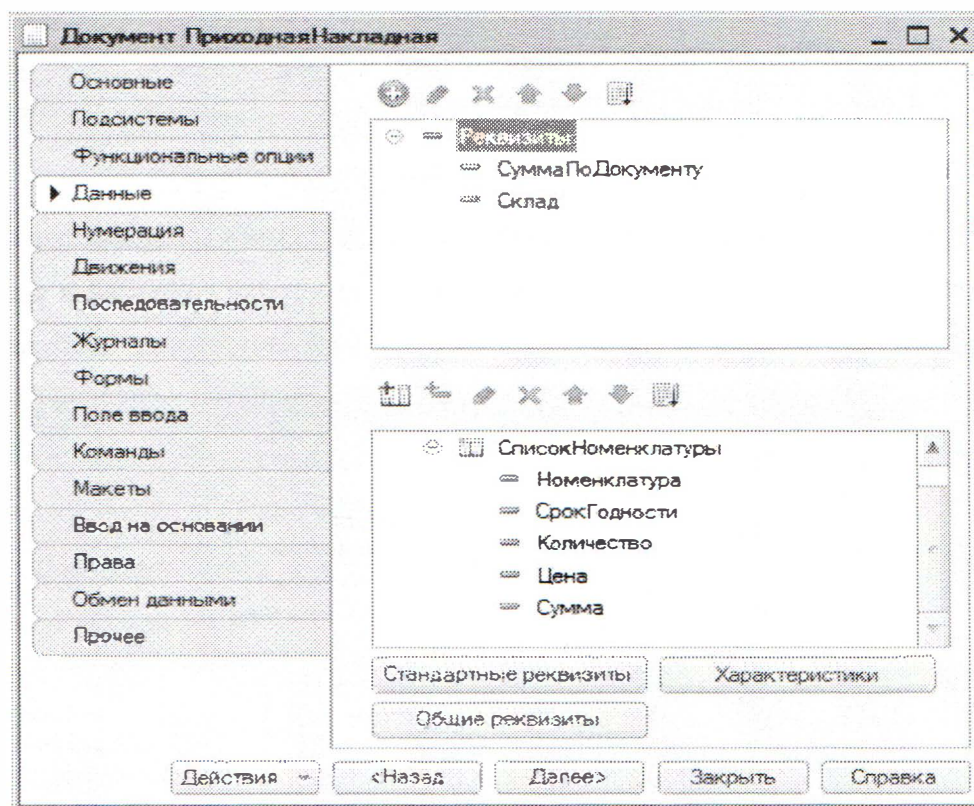 Документ ПриходнаяНакладная
Основные
Подсистемы
Функциональные опции
Данные
Нумерация
Движения
Последовательности
Журналы
Формы
Поле ввода
Команды
Макеты
Ввод на основании
Права
Обмен данными
Прочее
Реквизиты
СуммаПоДокументу
Склад
СписокНоменклатуры
Номенклатура
СрокГодности
Количество
Цена
Сумма
Стандартные реквизиты
Характеристики
Общие реквизиты
Действия
<Назад
Далее>
Закрыть
Справка